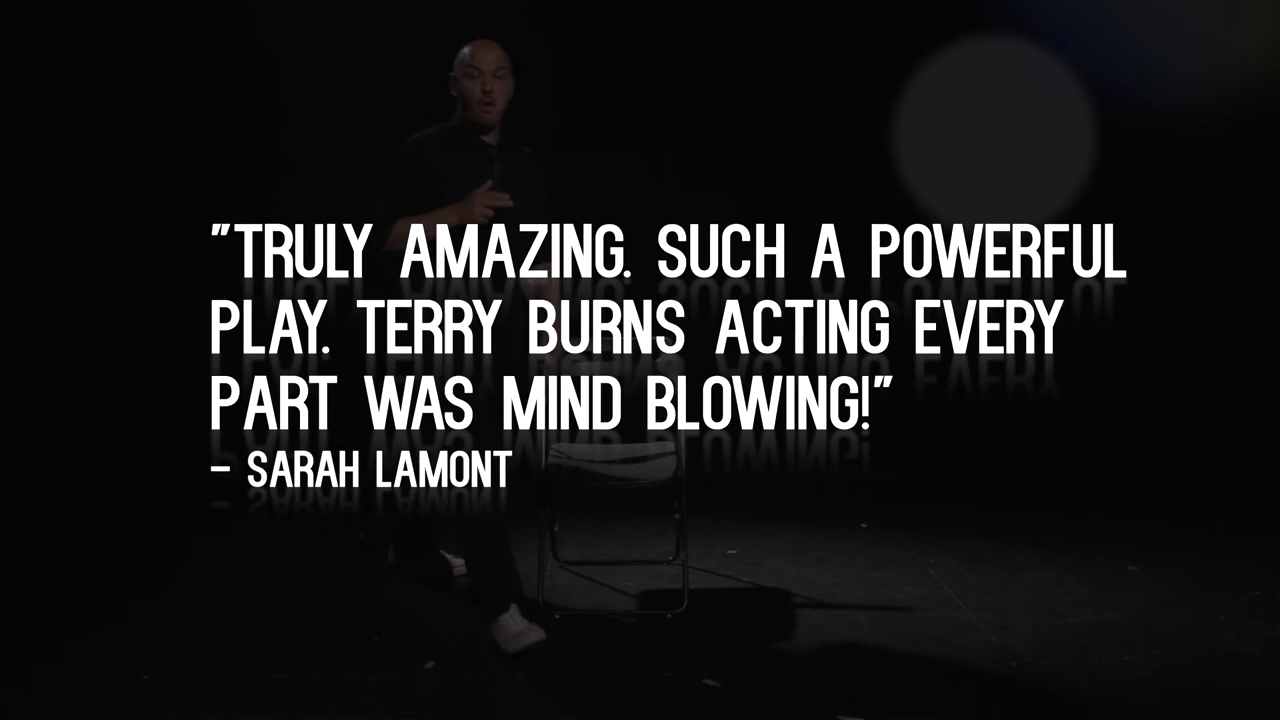 "TRULY AMAZING. SUCH A POWERFUL
PLAY. TERRY BURNS ACTING EVERY
PART WAS MIND BLOWING!"
- SARAH LAMONT